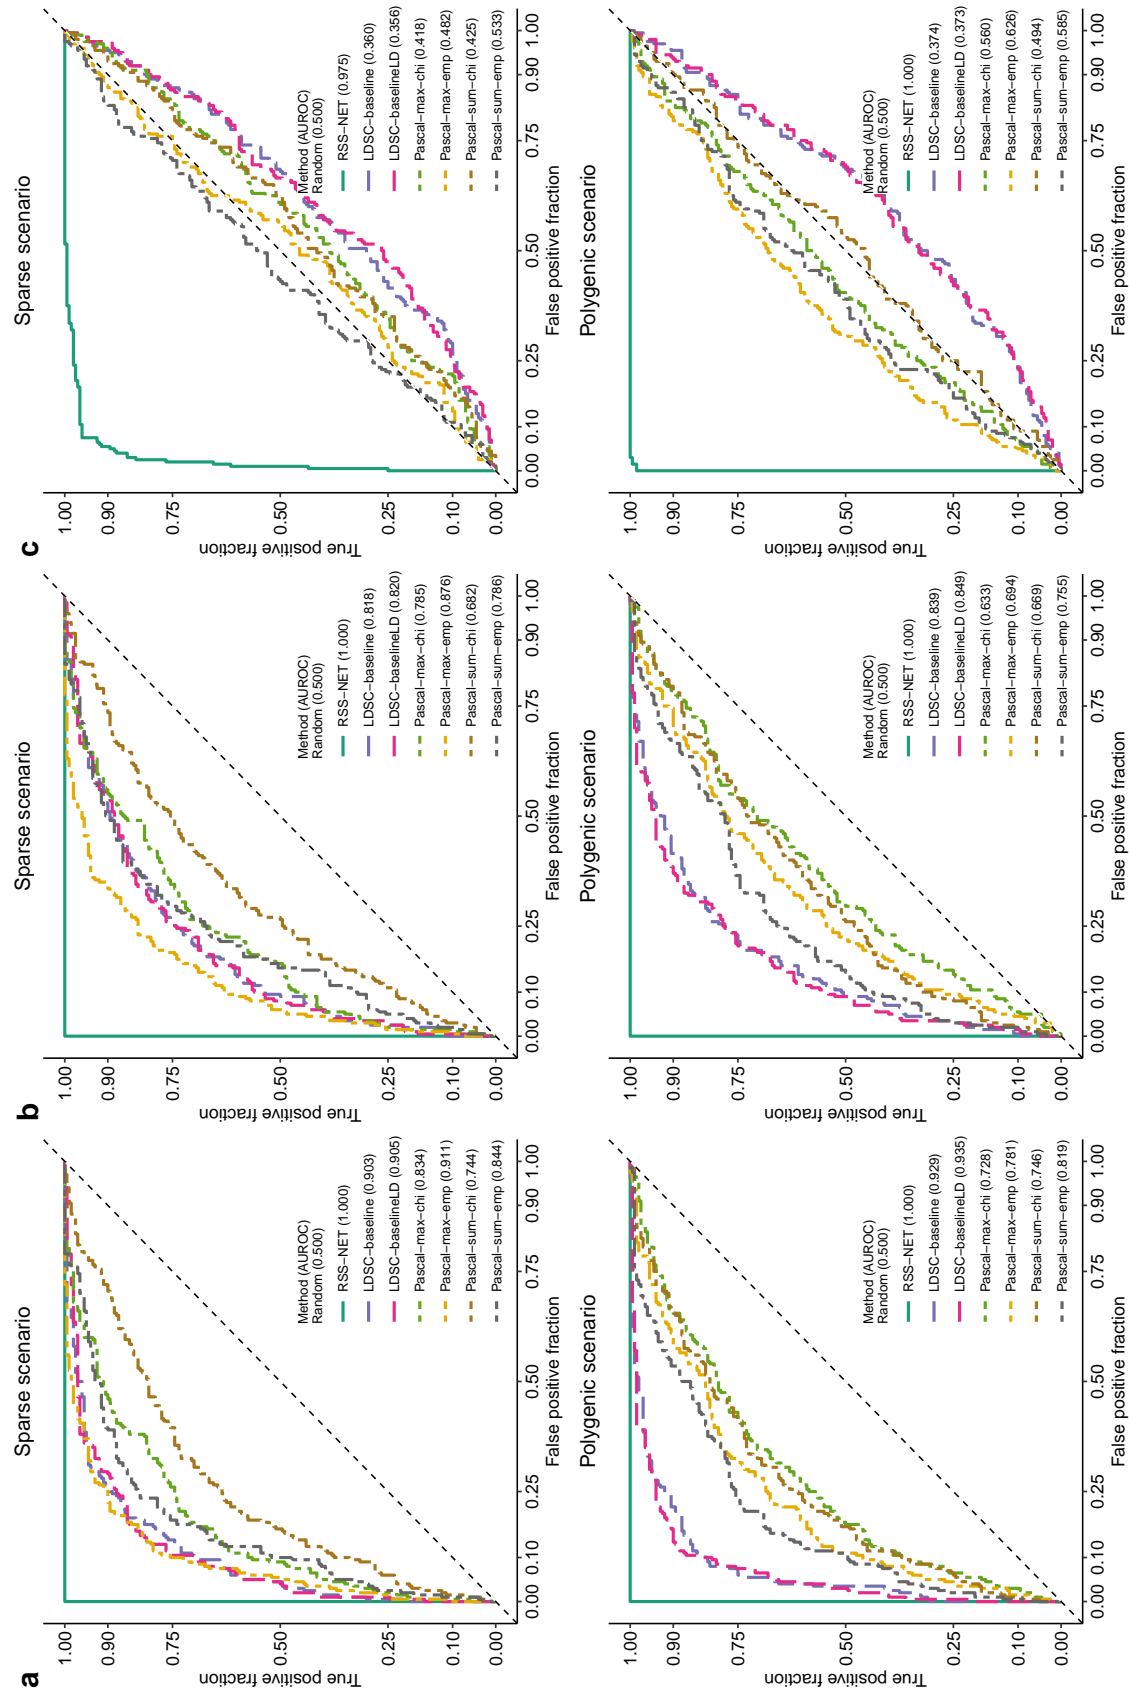 a
Sparse scenario
True positive fraction
1.00
0.90
0.75
0.50
0.25
0.10
0.00
0.00
0.10
0.25
0.50
0.75
0.90
1.00
False positive fraction
Method (AUROC)
Random (0.500)
RSS−NET (1.000)
LDSC−baseline (0.903)
LDSC−baselineLD (0.905)
Pascal−max−chi (0.834)
Pascal−max−emp (0.911)
Pascal−sum−chi (0.744)
Pascal−sum−emp (0.844)
Polygenic scenario
True positive fraction
1.00
0.90
0.75
0.50
0.25
0.10
0.00
0.00
0.10
0.25
0.50
0.75
0.90
1.00
False positive fraction
Method (AUROC)
Random (0.500)
RSS−NET (1.000)
LDSC−baseline (0.929)
LDSC−baselineLD (0.935)
Pascal−max−chi (0.728)
Pascal−max−emp (0.781)
Pascal−sum−chi (0.746)
Pascal−sum−emp (0.819)
b
Sparse scenario
True positive fraction
1.00
0.90
0.75
0.50
0.25
0.10
0.00
0.00
0.10
0.25
0.50
0.75
0.90
1.00
False positive fraction
Method (AUROC)
Random (0.500)
RSS−NET (1.000)
LDSC−baseline (0.818)
LDSC−baselineLD (0.820)
Pascal−max−chi (0.785)
Pascal−max−emp (0.876)
Pascal−sum−chi (0.682)
Pascal−sum−emp (0.786)
Polygenic scenario
True positive fraction
1.00
0.90
0.75
0.50
0.25
0.10
0.00
0.00
0.10
0.25
0.50
0.75
0.90
1.00
False positive fraction
Method (AUROC)
Random (0.500)
RSS−NET (1.000)
LDSC−baseline (0.839)
LDSC−baselineLD (0.849)
Pascal−max−chi (0.633)
Pascal−max−emp (0.694)
Pascal−sum−chi (0.669)
Pascal−sum−emp (0.755)
c
Sparse scenario
True positive fraction
1.00
0.90
0.75
0.50
0.25
0.10
0.00
0.00
0.10
0.25
0.50
0.75
0.90
1.00
False positive fraction
Method (AUROC)
Random (0.500)
RSS−NET (0.975)
LDSC−baseline (0.360)
LDSC−baselineLD (0.356)
Pascal−max−chi (0.418)
Pascal−max−emp (0.482)
Pascal−sum−chi (0.425)
Pascal−sum−emp (0.533)
Polygenic scenario
True positive fraction
1.00
0.90
0.75
0.50
0.25
0.10
0.00
0.00
0.10
0.25
0.50
0.75
0.90
1.00
False positive fraction
Method (AUROC)
Random (0.500)
RSS−NET (1.000)
LDSC−baseline (0.374)
LDSC−baselineLD (0.373)
Pascal−max−chi (0.560)
Pascal−max−emp (0.626)
Pascal−sum−chi (0.494)
Pascal−sum−emp (0.585)